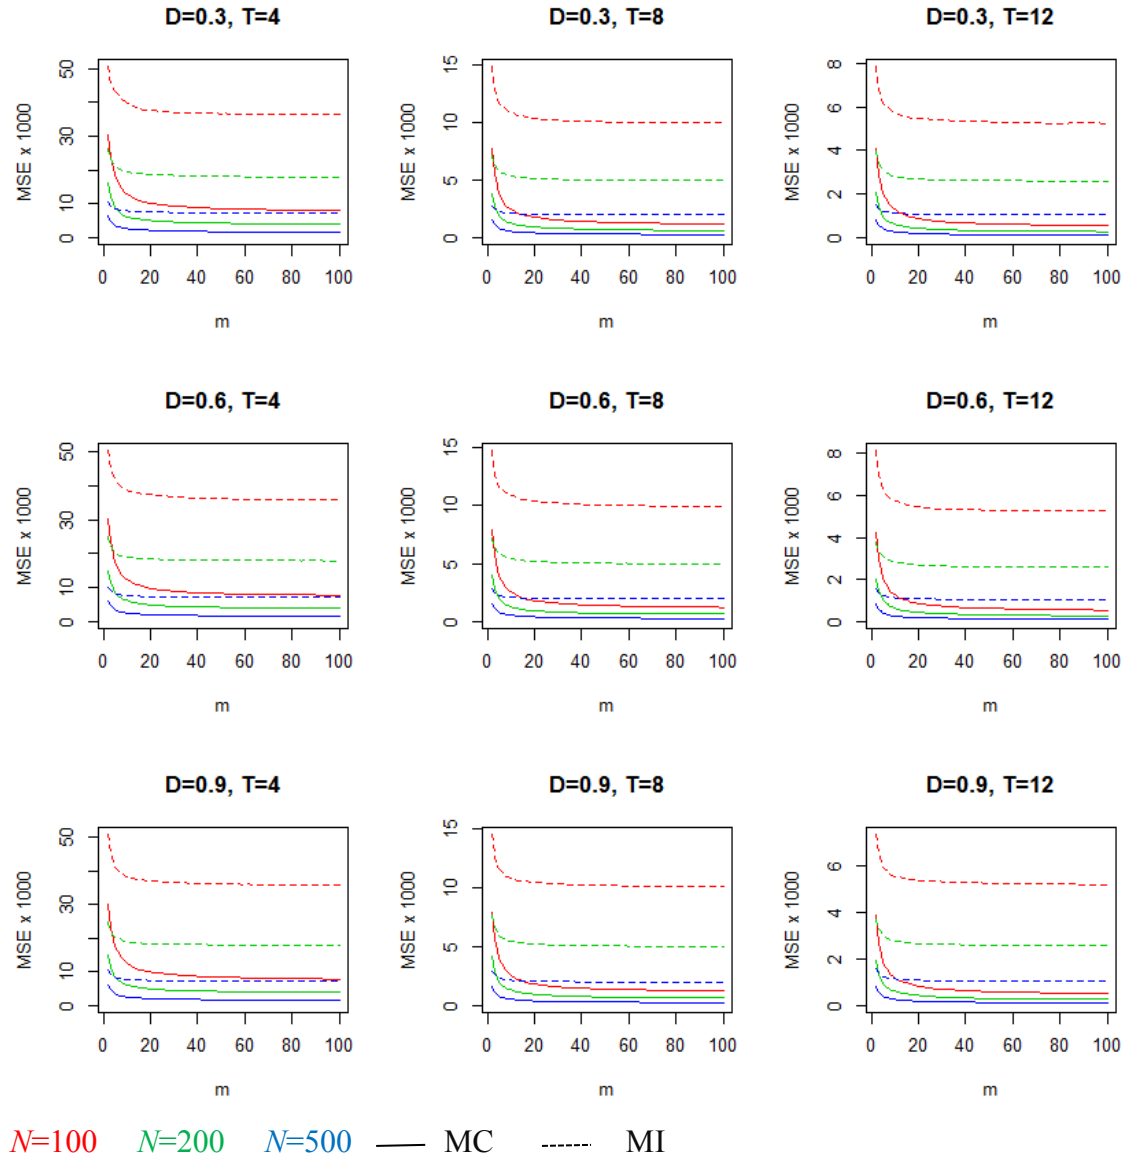 D=0.3, T=4
D=0.3, T=8
D=0.3, T=12
MSE x 1000
50
30
10
0
0 20 40 60 80 100
m
MSE x 1000
15
10
5
0
0 20 40 60 80 100
m
MSE x 1000
8
6
4
2
0
0 20 40 60 80 100
m
D=0.6, T=4
D=0.6, T=8
D=0.6, T=12
MSE x 1000
50
30
10
0
0 20 40 60 80 100
m
MSE x 1000
15
10
5
0
0 20 40 60 80 100
m
MSE x 1000
8
6
4
2
0
0 20 40 60 80 100
m
D=0.9, T=4
D=0.9, T=8
D=0.9, T=12
MSE x 1000
50
30
10
0
0 20 40 60 80 100
m
MSE x 1000
15
10
5
0
0 20 40 60 80 100
m
MSE x 1000
6
4
2
0
0 20 40 60 80 100
m
N=100 N=200 N=500 MC MI